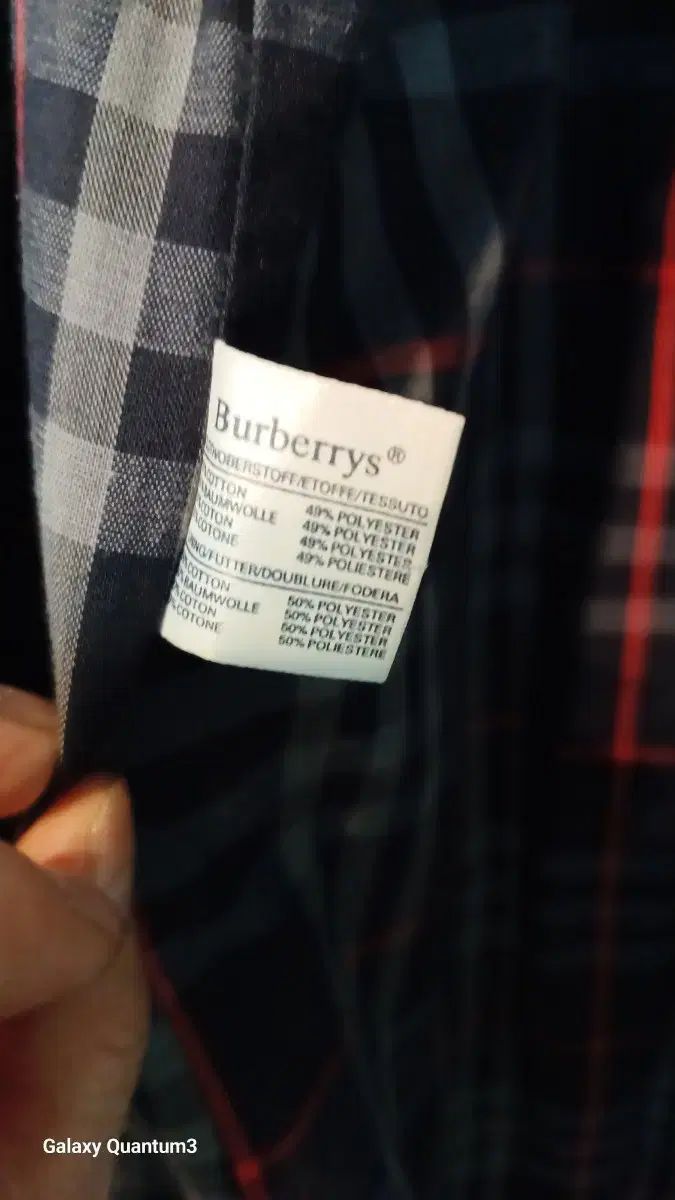 Burberrys®
OBERSTOFF/ETOFFE/TESSUTO
COTTON 49% POLYESTER
BAUMWOLLE 49% POLYESTER
COTON 49% POLYESTER
COTONE 49% POLIESTERE
/FUTTER/DOUBLURE/FODERA
COTTON 50% POLYESTER
BAUMWOLLE 50% POLYESTER
% COTON 50% POLYESTER
% COTONE 50% POLIESTERE
Galaxy Quantum3